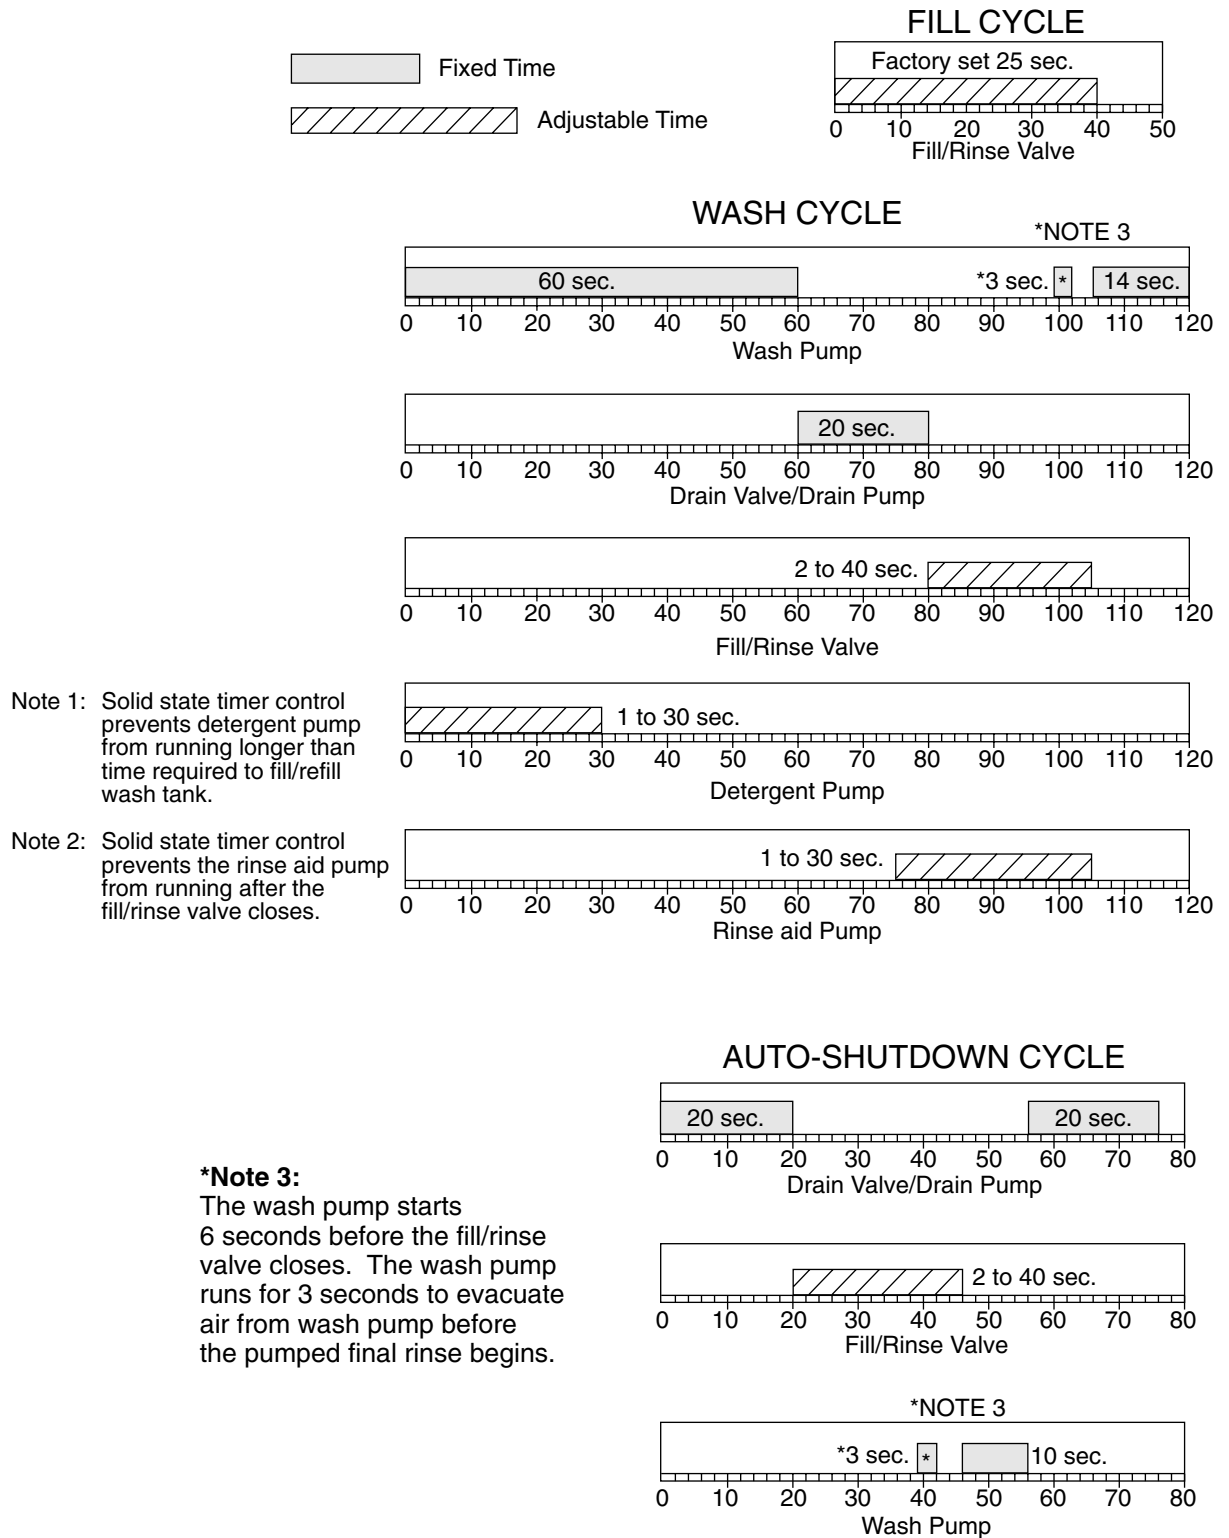 FILL CYCLE
Fixed Time
Factory set 25 sec.
Adjustable Time
0 10 20 30 40 50
Fill/Rinse Valve
WASH CYCLE
*NOTE 3
60 sec.
*3 sec.
*
14 sec.
0 10 20 30 40 50 60 70 80 90 100 110 120
Wash Pump
20 sec.
0 10 20 30 40 50 60 70 80 90 100 110 120
Drain Valve/Drain Pump
2 to 40 sec.
0 10 20 30 40 50 60 70 80 90 100 110 120
Fill/Rinse Valve
Note 1: Solid state timer control
prevents detergent pump
from running longer than
time required to fill/refill
wash tank.
1 to 30 sec.
0 10 20 30 40 50 60 70 80 90 100 110 120
Detergent Pump
Note 2: Solid state timer control
prevents the rinse aid pump
from running after the
fill/rinse valve closes.
1 to 30 sec.
0 10 20 30 40 50 60 70 80 90 100 110 120
Rinse aid Pump
AUTO-SHUTDOWN CYCLE
20 sec.
20 sec.
0 10 20 30 40 50 60 70 80
Drain Valve/Drain Pump
*Note 3:
The wash pump starts
6 seconds before the fill/rinse
valve closes. The wash pump
runs for 3 seconds to evacuate
air from wash pump before
the pumped final rinse begins.
2 to 40 sec.
0 10 20 30 40 50 60 70 80
Fill/Rinse Valve
*NOTE 3
*3 sec.
*
10 sec.
0 10 20 30 40 50 60 70 80
Wash Pump